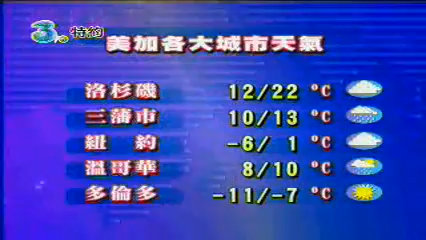 3 特約
美加各大城市天氣
洛杉磯 12/22 °C
三藩市 10/13 °C
紐約 -6/ 1 °C
溫哥華 8/10 °C
多倫多 -11/-7 °C